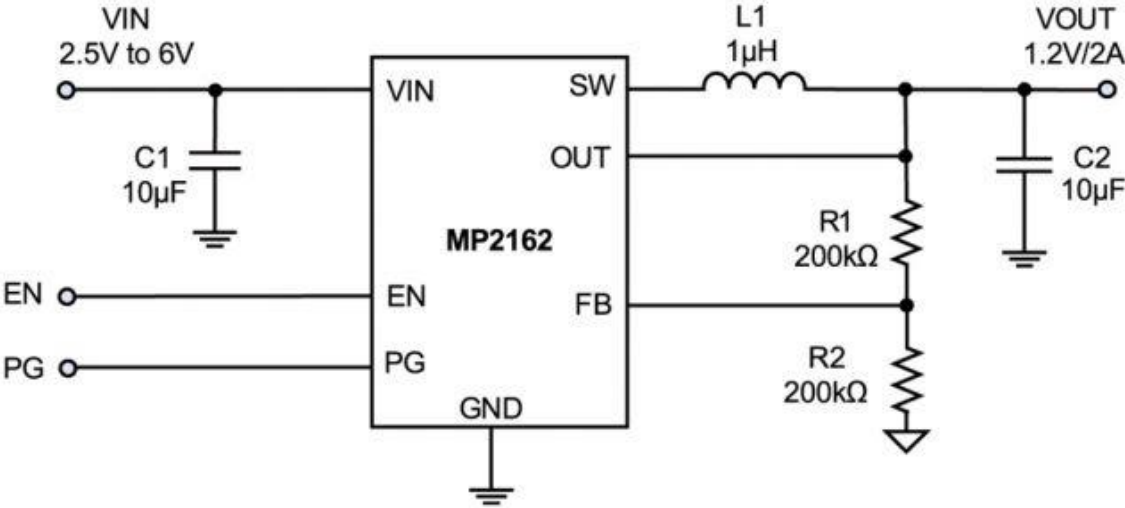 VIN
2.5V to 6V
L1
1µH
VOUT
1.2V/2A
VIN
SW
C1
10µF
OUT
C2
10µF
MP2162
R1
200kΩ
EN
EN
FB
PG
PG
R2
200kΩ
GND